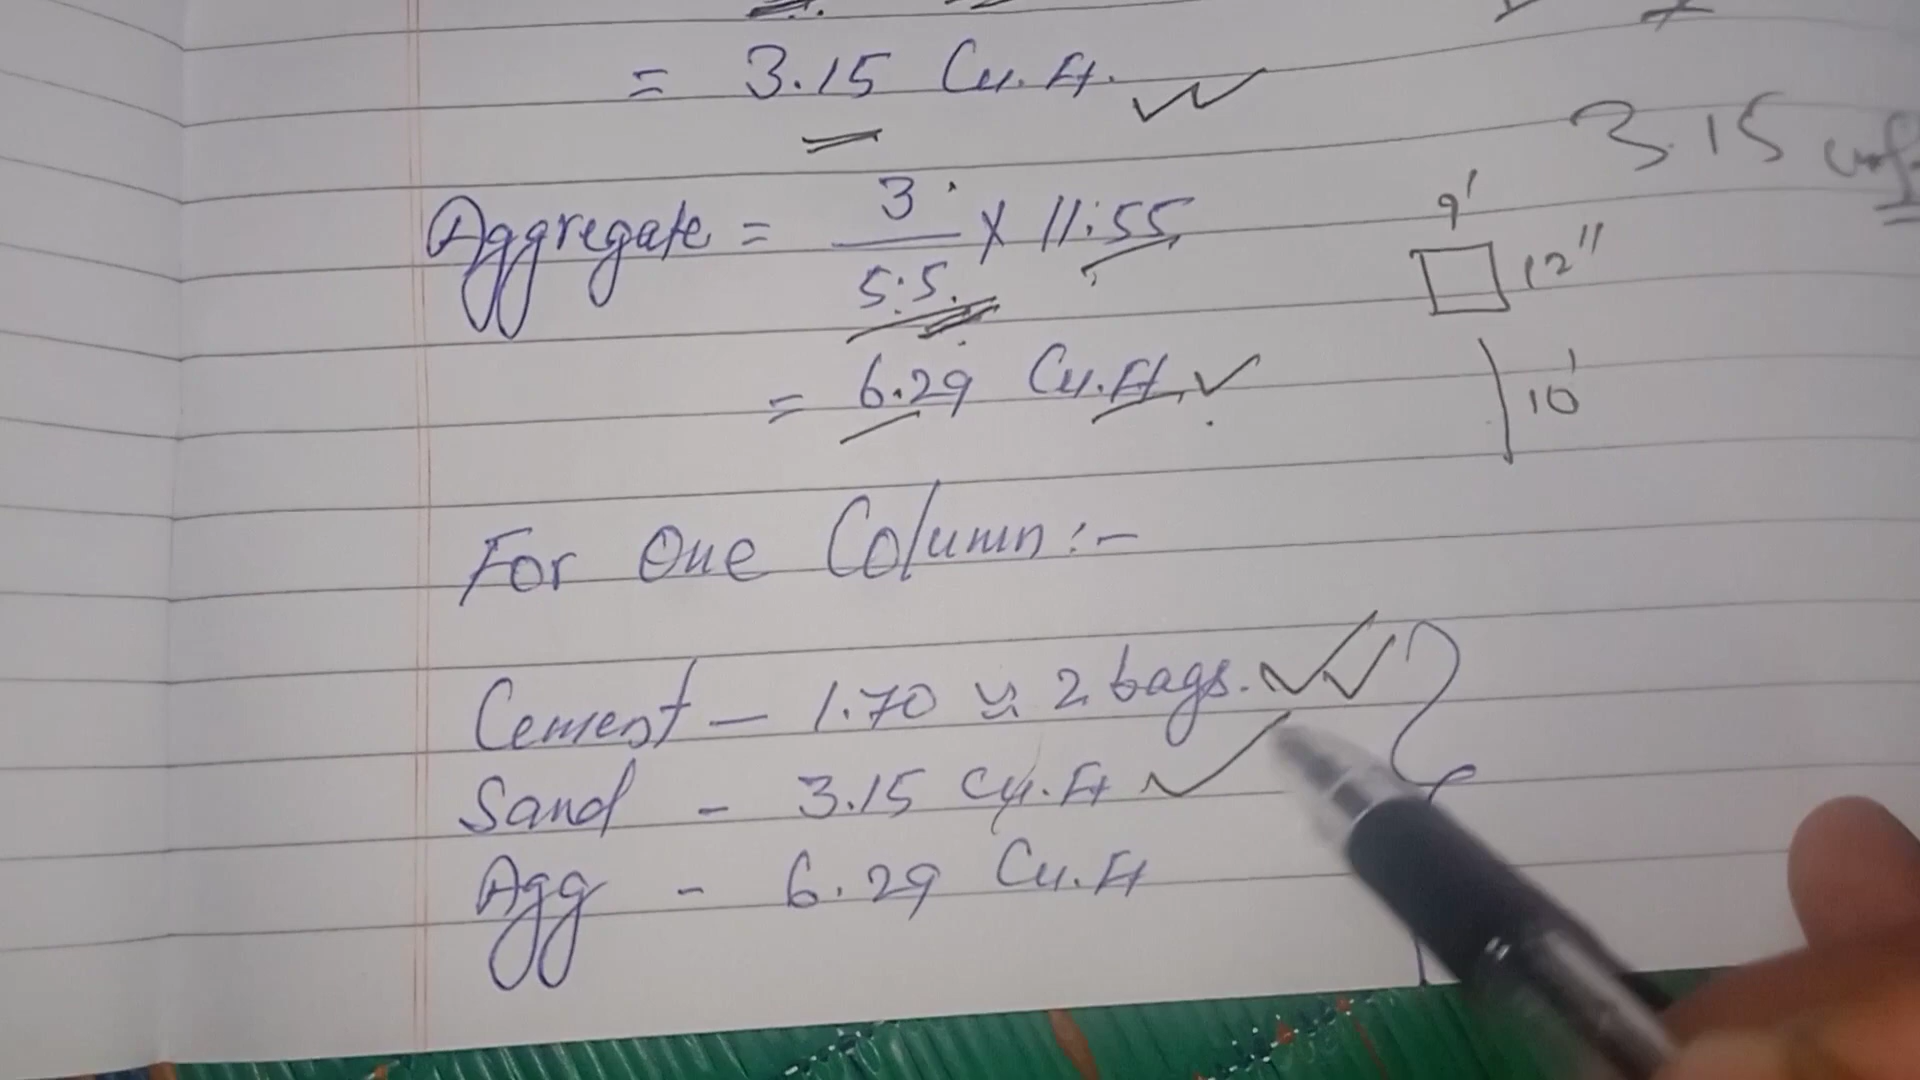 = 3.15 Cu.Ft.
3.15
Aggregate = 3/5.5 x 11.55
9'
12"
= 6.29 Cu.Ft
10'
For One Column:-
Cement - 1.70 ≈ 2 bags.
Sand - 3.15 Cu.Ft
Agg - 6.29 Cu.Ft